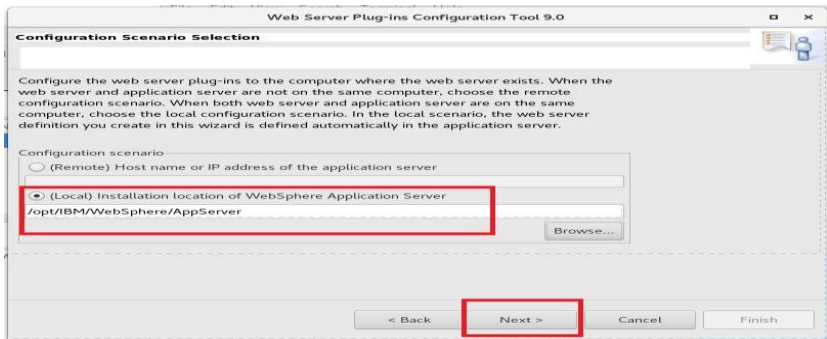 Web Server Plug-ins Configuration Tool 9.0
Configuration Scenario Selection
Configure the web server plug-ins to the computer where the web server exists. When the
web server and application server are not on the same computer, choose the remote
configuration scenario. When both web server and application server are on the same
computer, choose the local configuration scenario. In the local scenario, the web server
definition you create in this wizard is defined automatically in the application server.
Configuration scenario
(Remote) Host name or IP address of the application server
(Local) Installation location of WebSphere Application Server
/opt/IBM/WebSphere/AppServer
Browse...
< Back Next > Cancel Finish